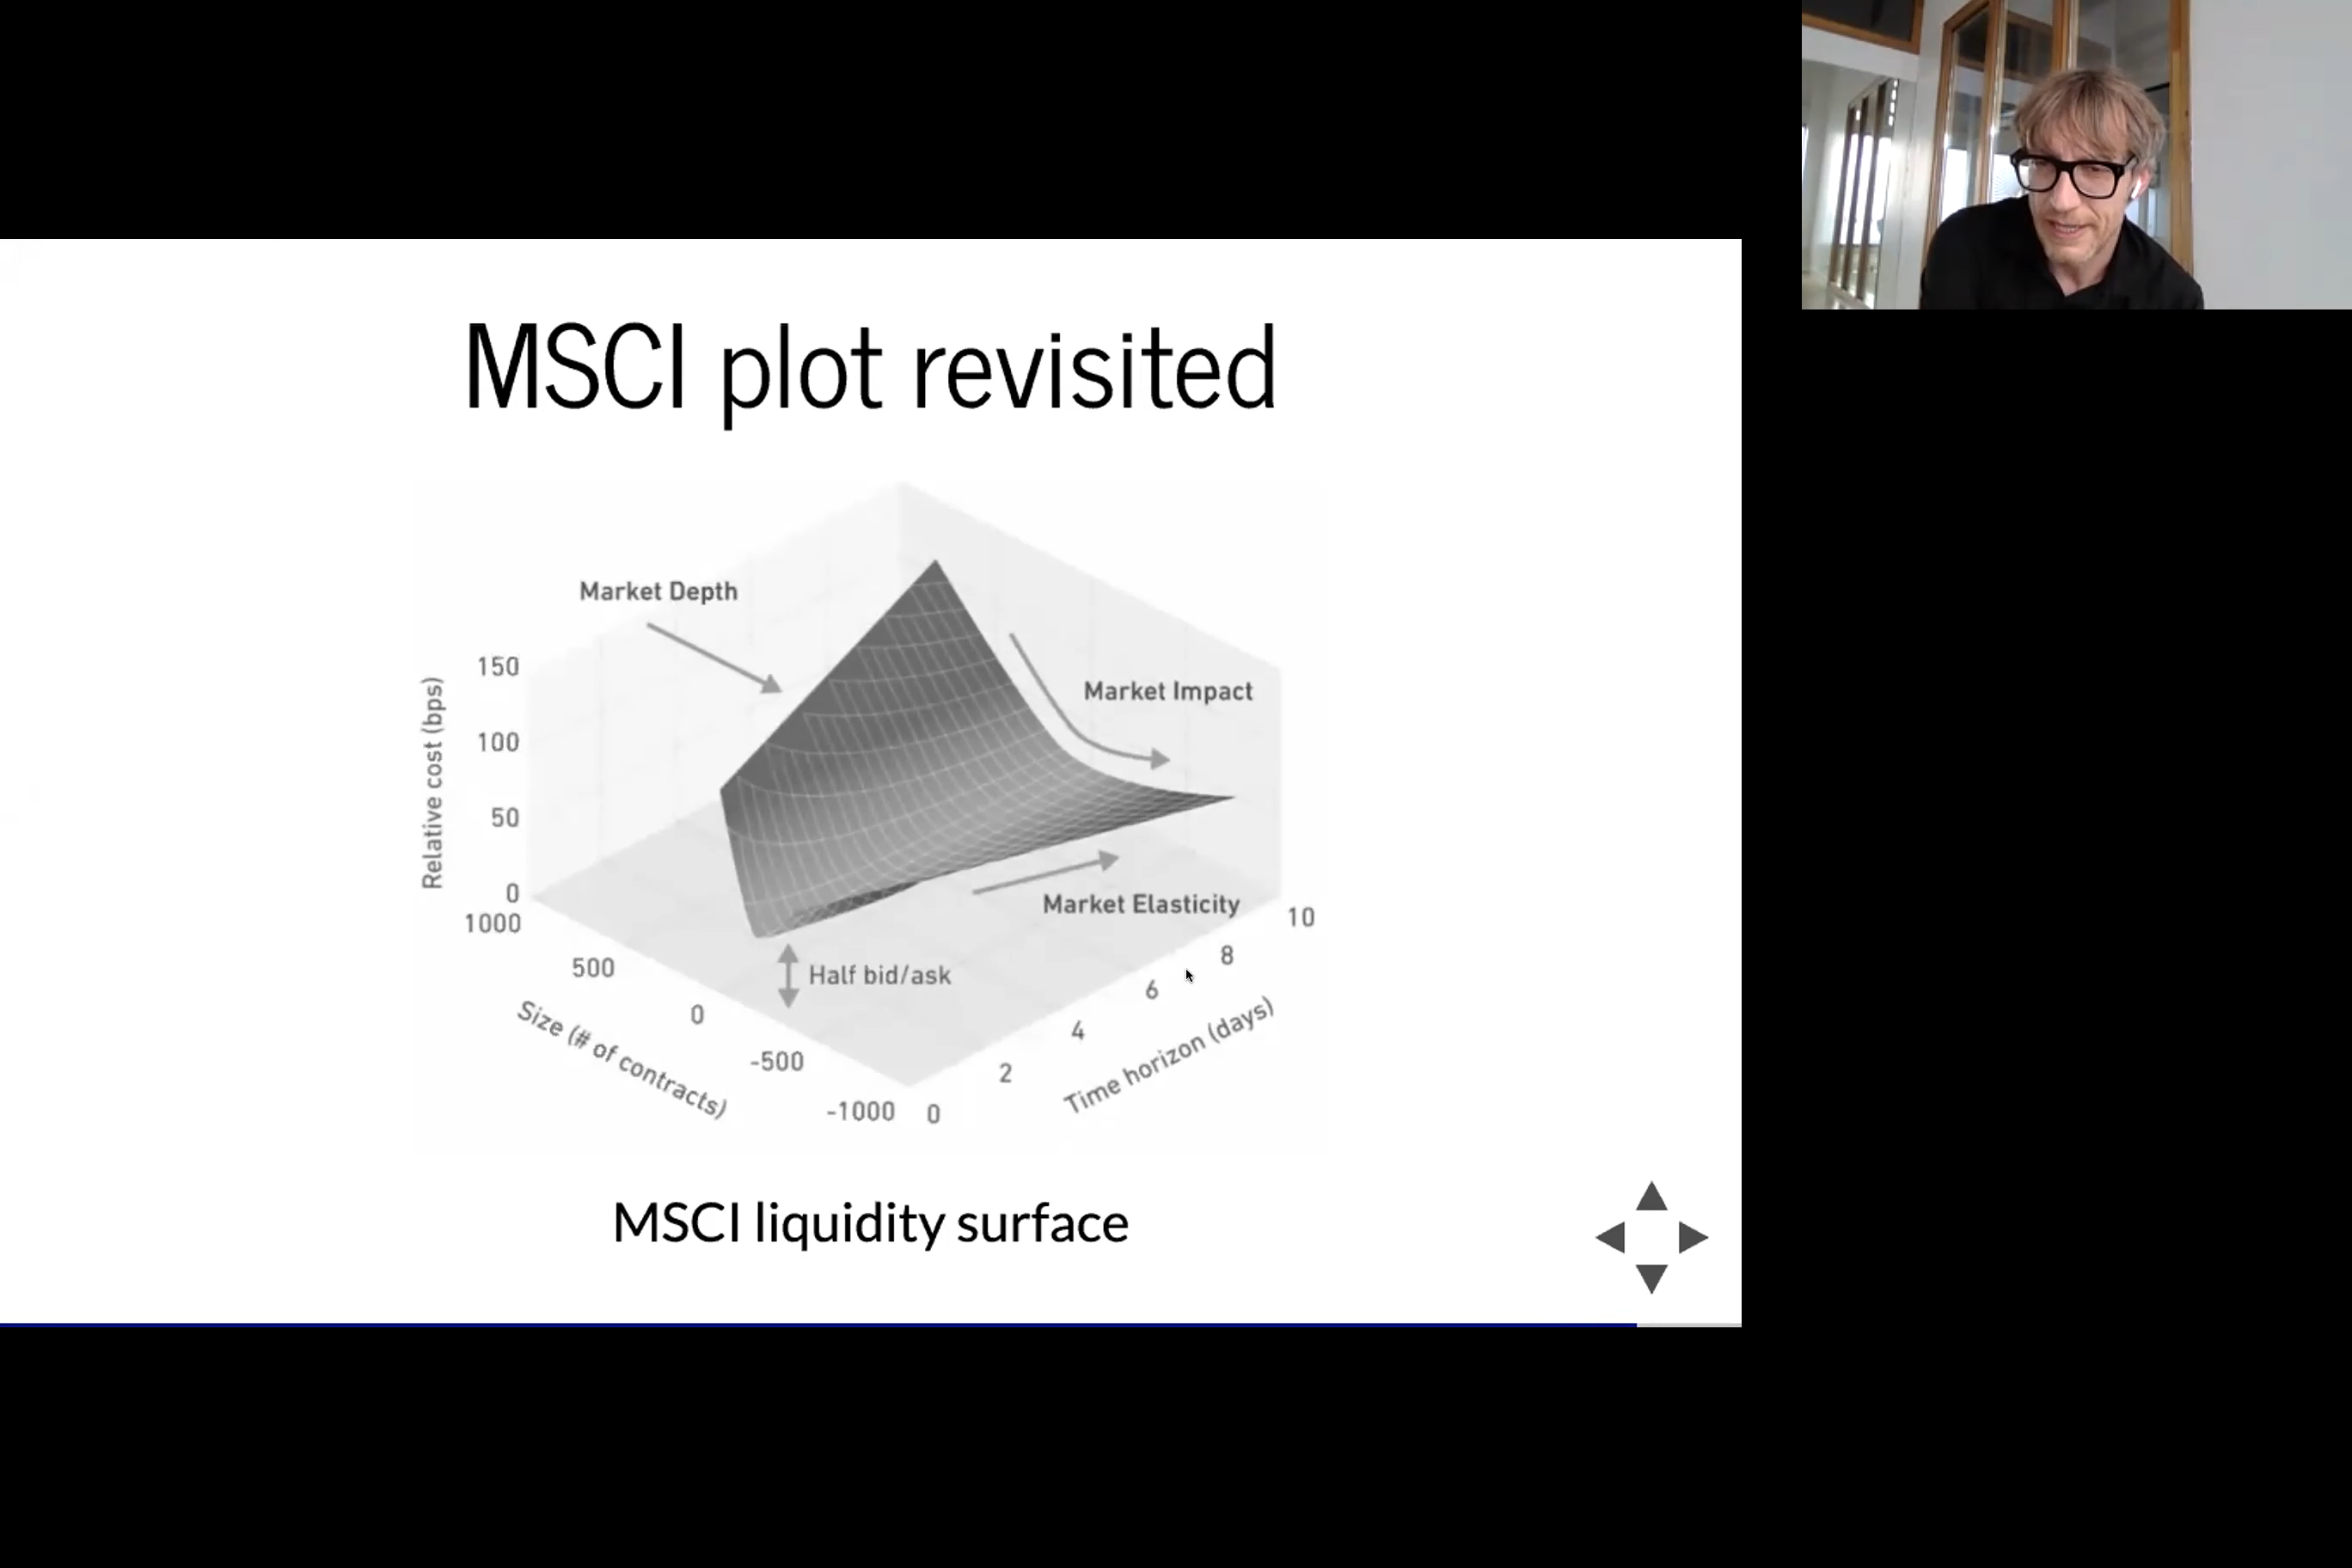 MSCI plot revisited
Market Depth
Market Impact
Market Elasticity
Half bid/ask
Relative cost (bps)
150
100
50
0
1000
500
0
-500
-1000
Size (# of contracts)
0
2
4
6
8
10
Time horizon (days)
MSCI liquidity surface